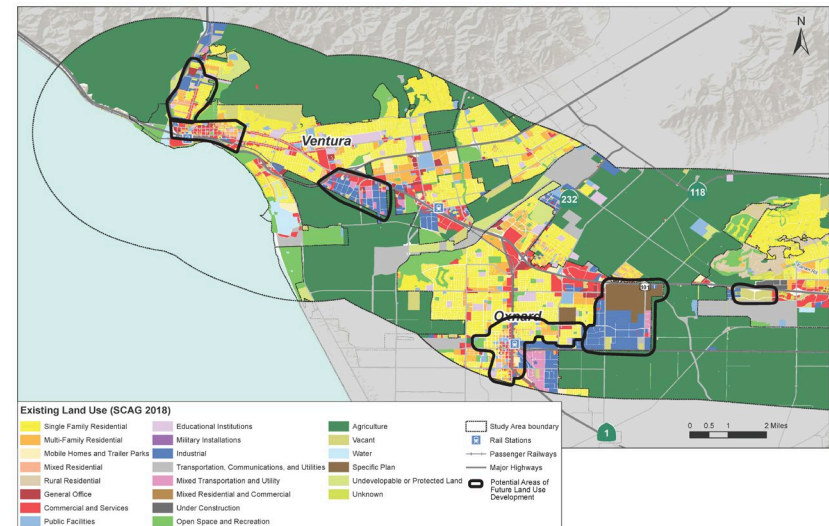 N
Ventura
232
118
101
Oxnard
1
0 0.5 1 2 Miles
Existing Land Use (SCAG 2018)
Single Family Residential
Multi-Family Residential
Mobile Homes and Trailer Parks
Mixed Residential
Rural Residential
General Office
Commercial and Services
Public Facilities
Educational Institutions
Military Installations
Industrial
Transportation, Communications, and Utilities
Mixed Transportation and Utility
Mixed Residential and Commercial
Under Construction
Open Space and Recreation
Agriculture
Vacant
Water
Specific Plan
Undevelopable or Protected Land
Unknown
Study Area boundary
Rail Stations
Passenger Railways
Major Highways
Potential Areas of
Future Land Use
Development